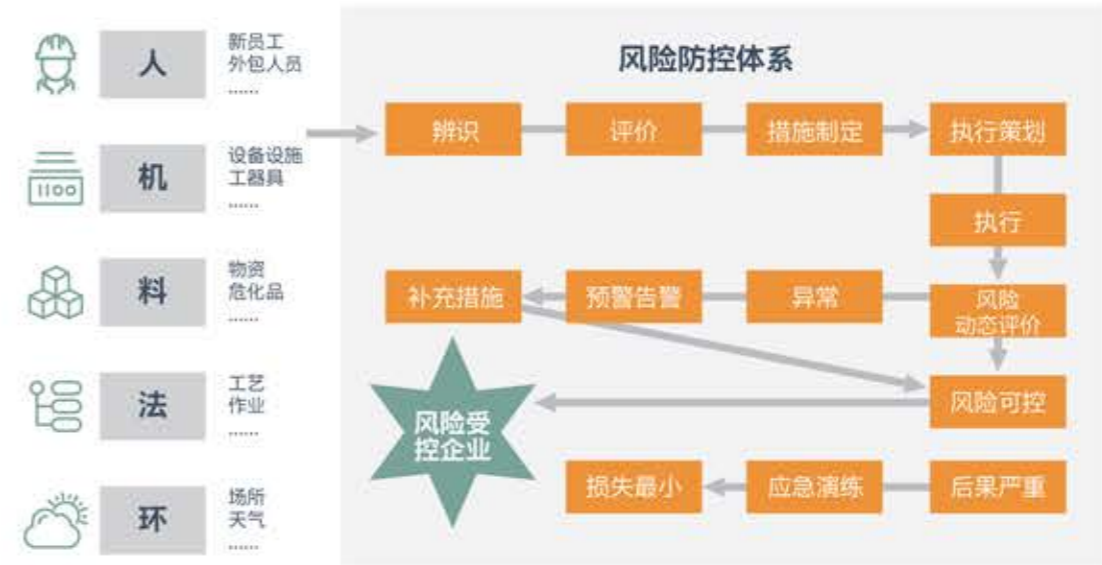 人
新员工
外包人员
......
机
设备设施
工器具
......
1100
料
物资
危化品
......
法
工艺
作业
......
环
场所
天气
......
风险防控体系
辨识
评价
措施制定
执行策划
执行
补充措施
预警告警
异常
风险
动态评价
风险可控
风险受
控企业
损失最小
应急演练
后果严重